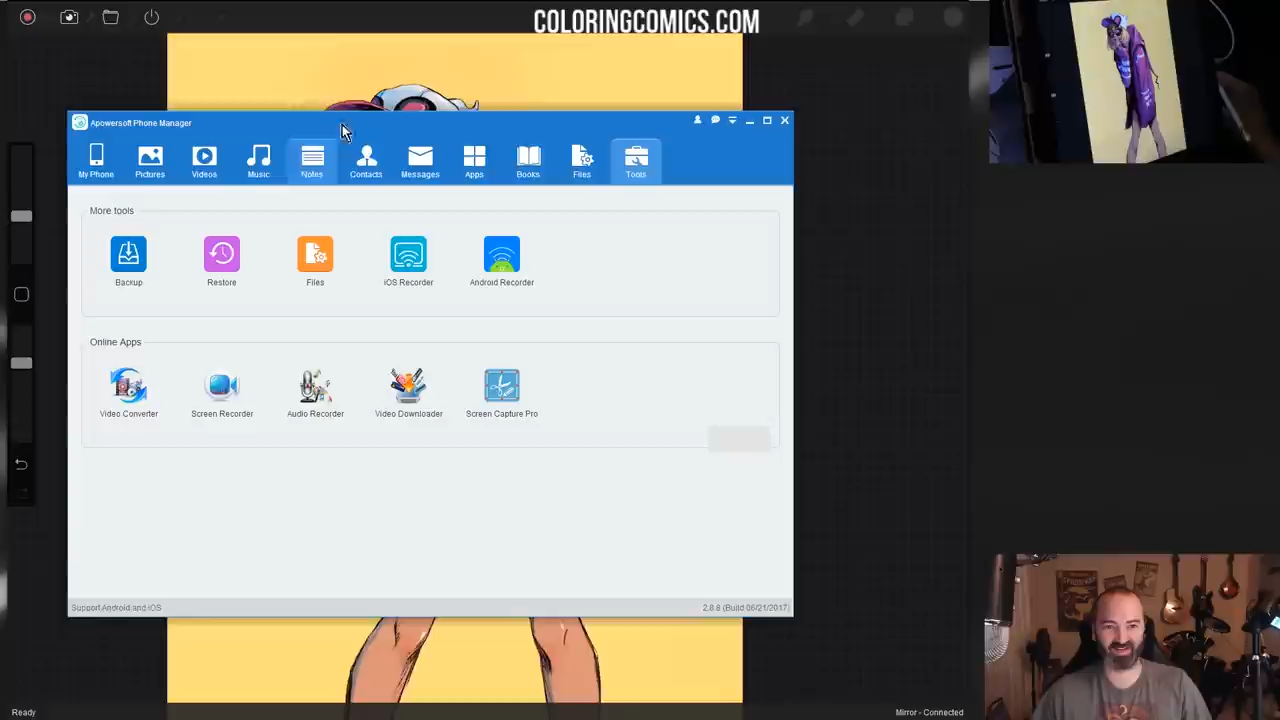 COLORINGCOMICS.COM
Apowersoft Phone Manager
My Phone
Pictures
Videos
Music
Notes
Contacts
Messages
Apps
Books
Files
Tools
More tools
Backup
Restore
Files
iOS Recorder
Android Recorder
Online Apps
Video Converter
Screen Recorder
Audio Recorder
Video Downloader
Screen Capture Pro
Support Android and iOS
2.8.8 (Build 06/21/2017)
Ready
Mirror - Connected